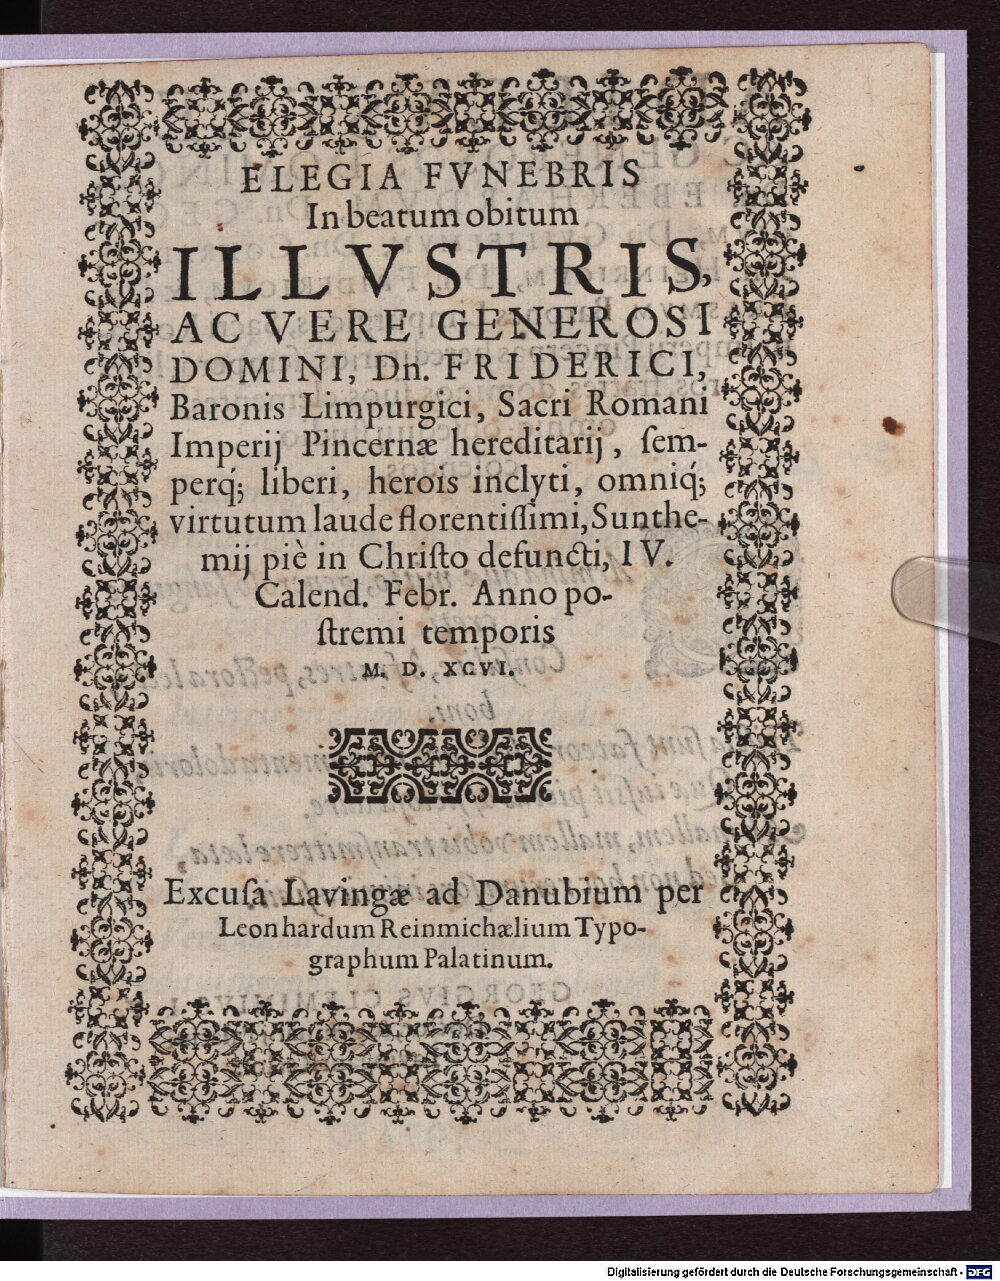 ELEGIA FVNEBRIS
In beatum obitum
ILLVSTRIS,
AC VERE GENEROSI
DOMINI, Dn. FRIDERICI,
Baronis Limpurgici, Sacri Romani
Imperij Pincernæ hereditarij, ſem-
perq́; liberi, herois inclyti, omniq́;
virtutum laude florentiſſimi, Sunthe-
mij piè in Chriſto defuncti, IV.
Calend. Febr. Anno po-
ſtremi temporis
M. D. XCVI.
Excuſa Lavingæ ad Danubium per
Leonhardum Reinmichælium Typo-
graphum Palatinum.
Digitalisierung gefördert durch die Deutsche Forschungsgemeinschaft - DFG